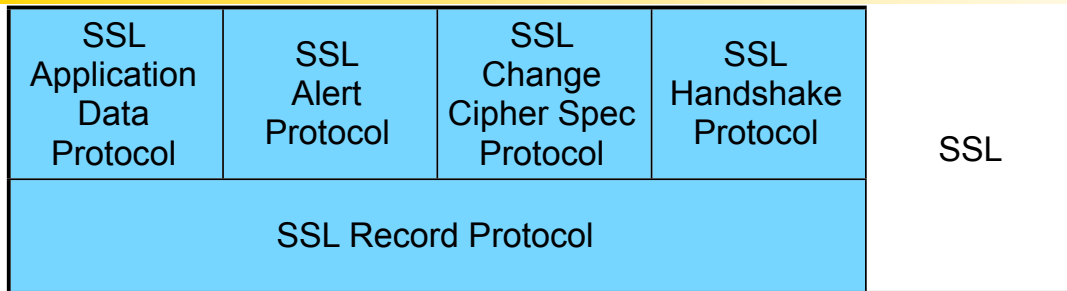 SSL
Application
Data
Protocol
SSL
Alert
Protocol
SSL
Change
Cipher Spec
Protocol
SSL
Handshake
Protocol
SSL
SSL Record Protocol